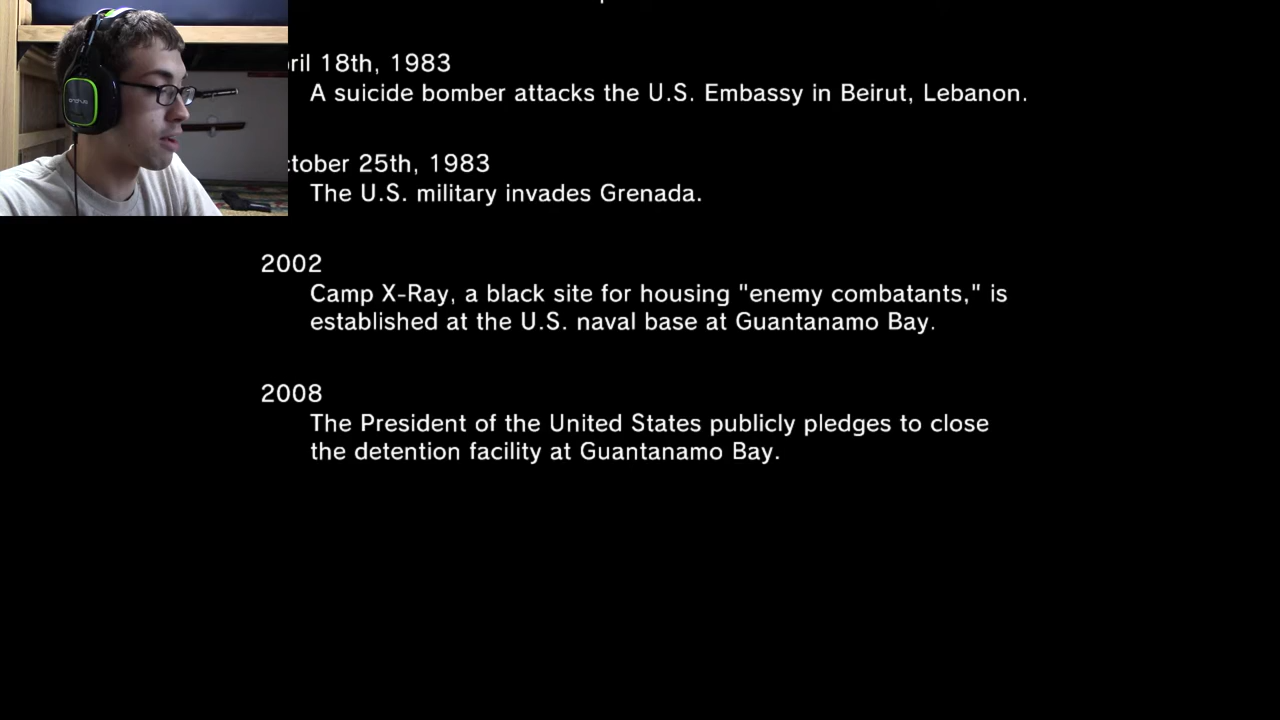 ril 18th, 1983
A suicide bomber attacks the U.S. Embassy in Beirut, Lebanon.
ctober 25th, 1983
The U.S. military invades Grenada.
2002
Camp X-Ray, a black site for housing "enemy combatants," is
established at the U.S. naval base at Guantanamo Bay.
2008
The President of the United States publicly pledges to close
the detention facility at Guantanamo Bay.